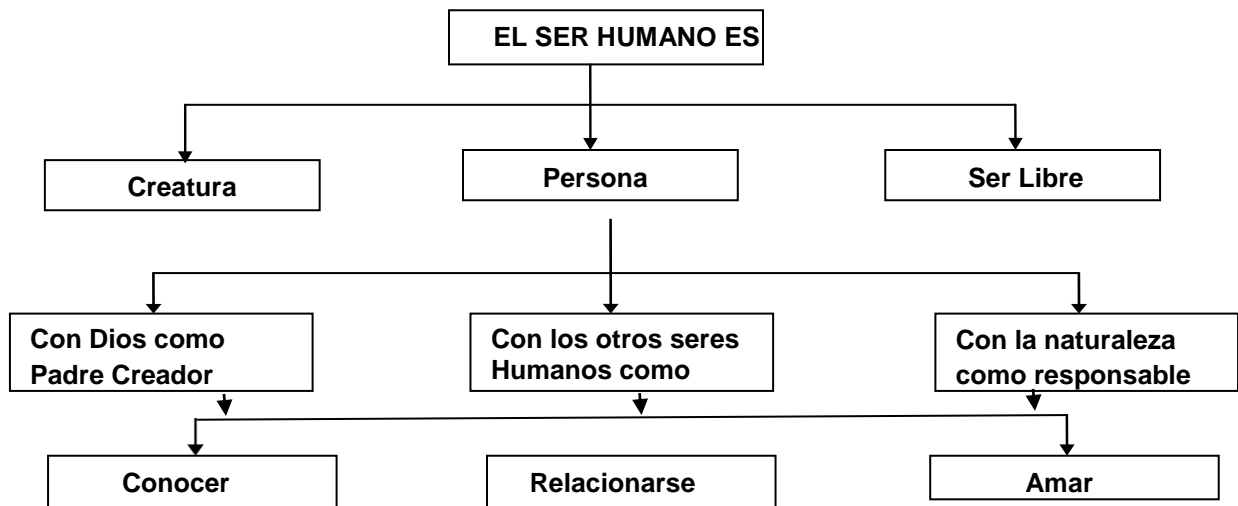 EL SER HUMANO ES
Creatura
Persona
Ser Libre
Con Dios como
Padre Creador
Con los otros seres
Humanos como
Con la naturaleza
como responsable
Conocer
Relacionarse
Amar